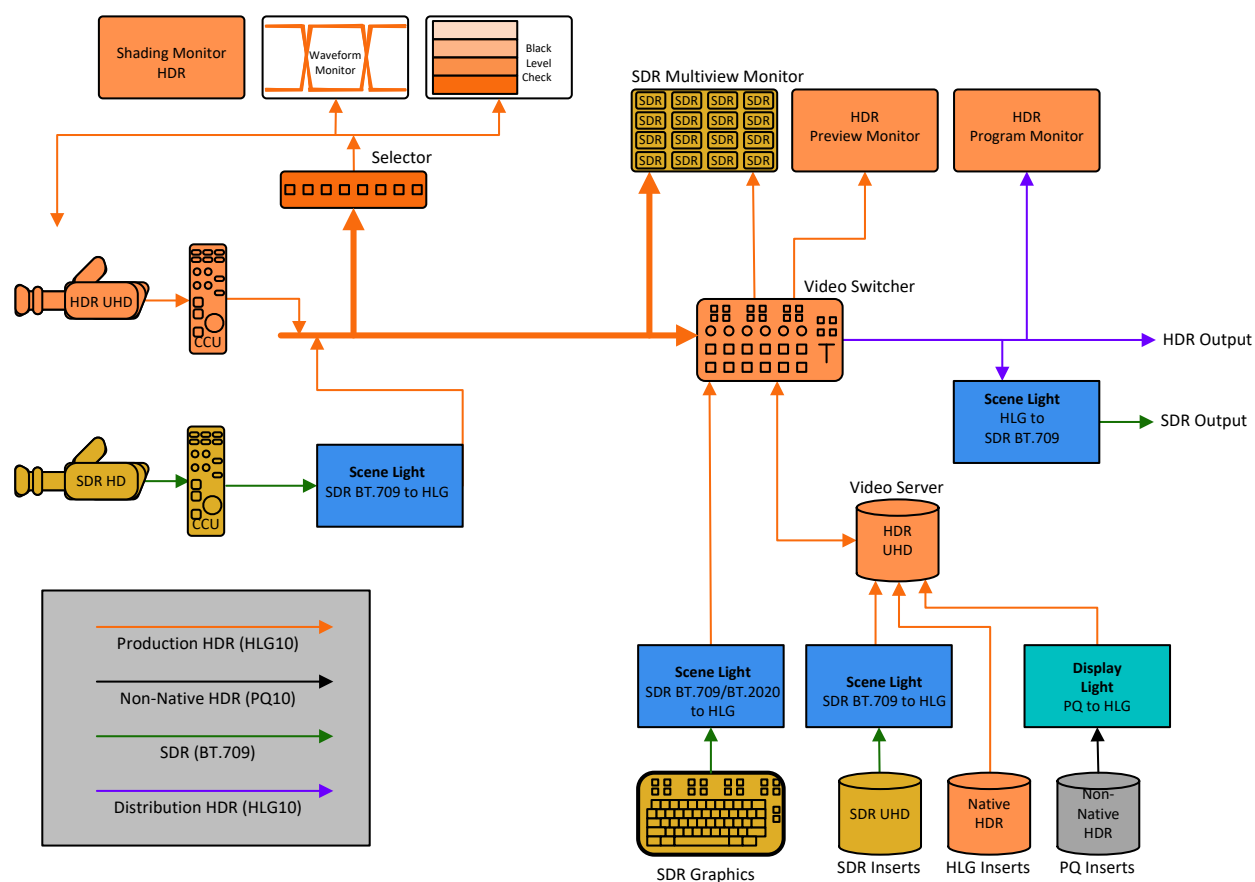 Shading Monitor
HDR
Waveform
Monitor
Black
Level
Check
SDR Multiview Monitor
SDR SDR SDR SDR
SDR SDR SDR SDR
SDR SDR SDR SDR
SDR SDR SDR SDR
HDR
Preview Monitor
HDR
Program Monitor
Selector
HDR UHD
CCU
Video Switcher
HDR Output
Scene Light
HLG to
SDR BT.709
SDR Output
SDR HD
CCU
Scene Light
SDR BT.709 to HLG
Video Server
HDR
UHD
Production HDR (HLG10)
Non-Native HDR (PQ10)
SDR (BT.709)
Distribution HDR (HLG10)
Scene Light
SDR BT.709/BT.2020
to HLG
Scene Light
SDR BT.709 to HLG
Display
Light
PQ to HLG
SDR UHD
Native
HDR
Non-
Native
HDR
SDR Graphics
SDR Inserts
HLG Inserts
PQ Inserts